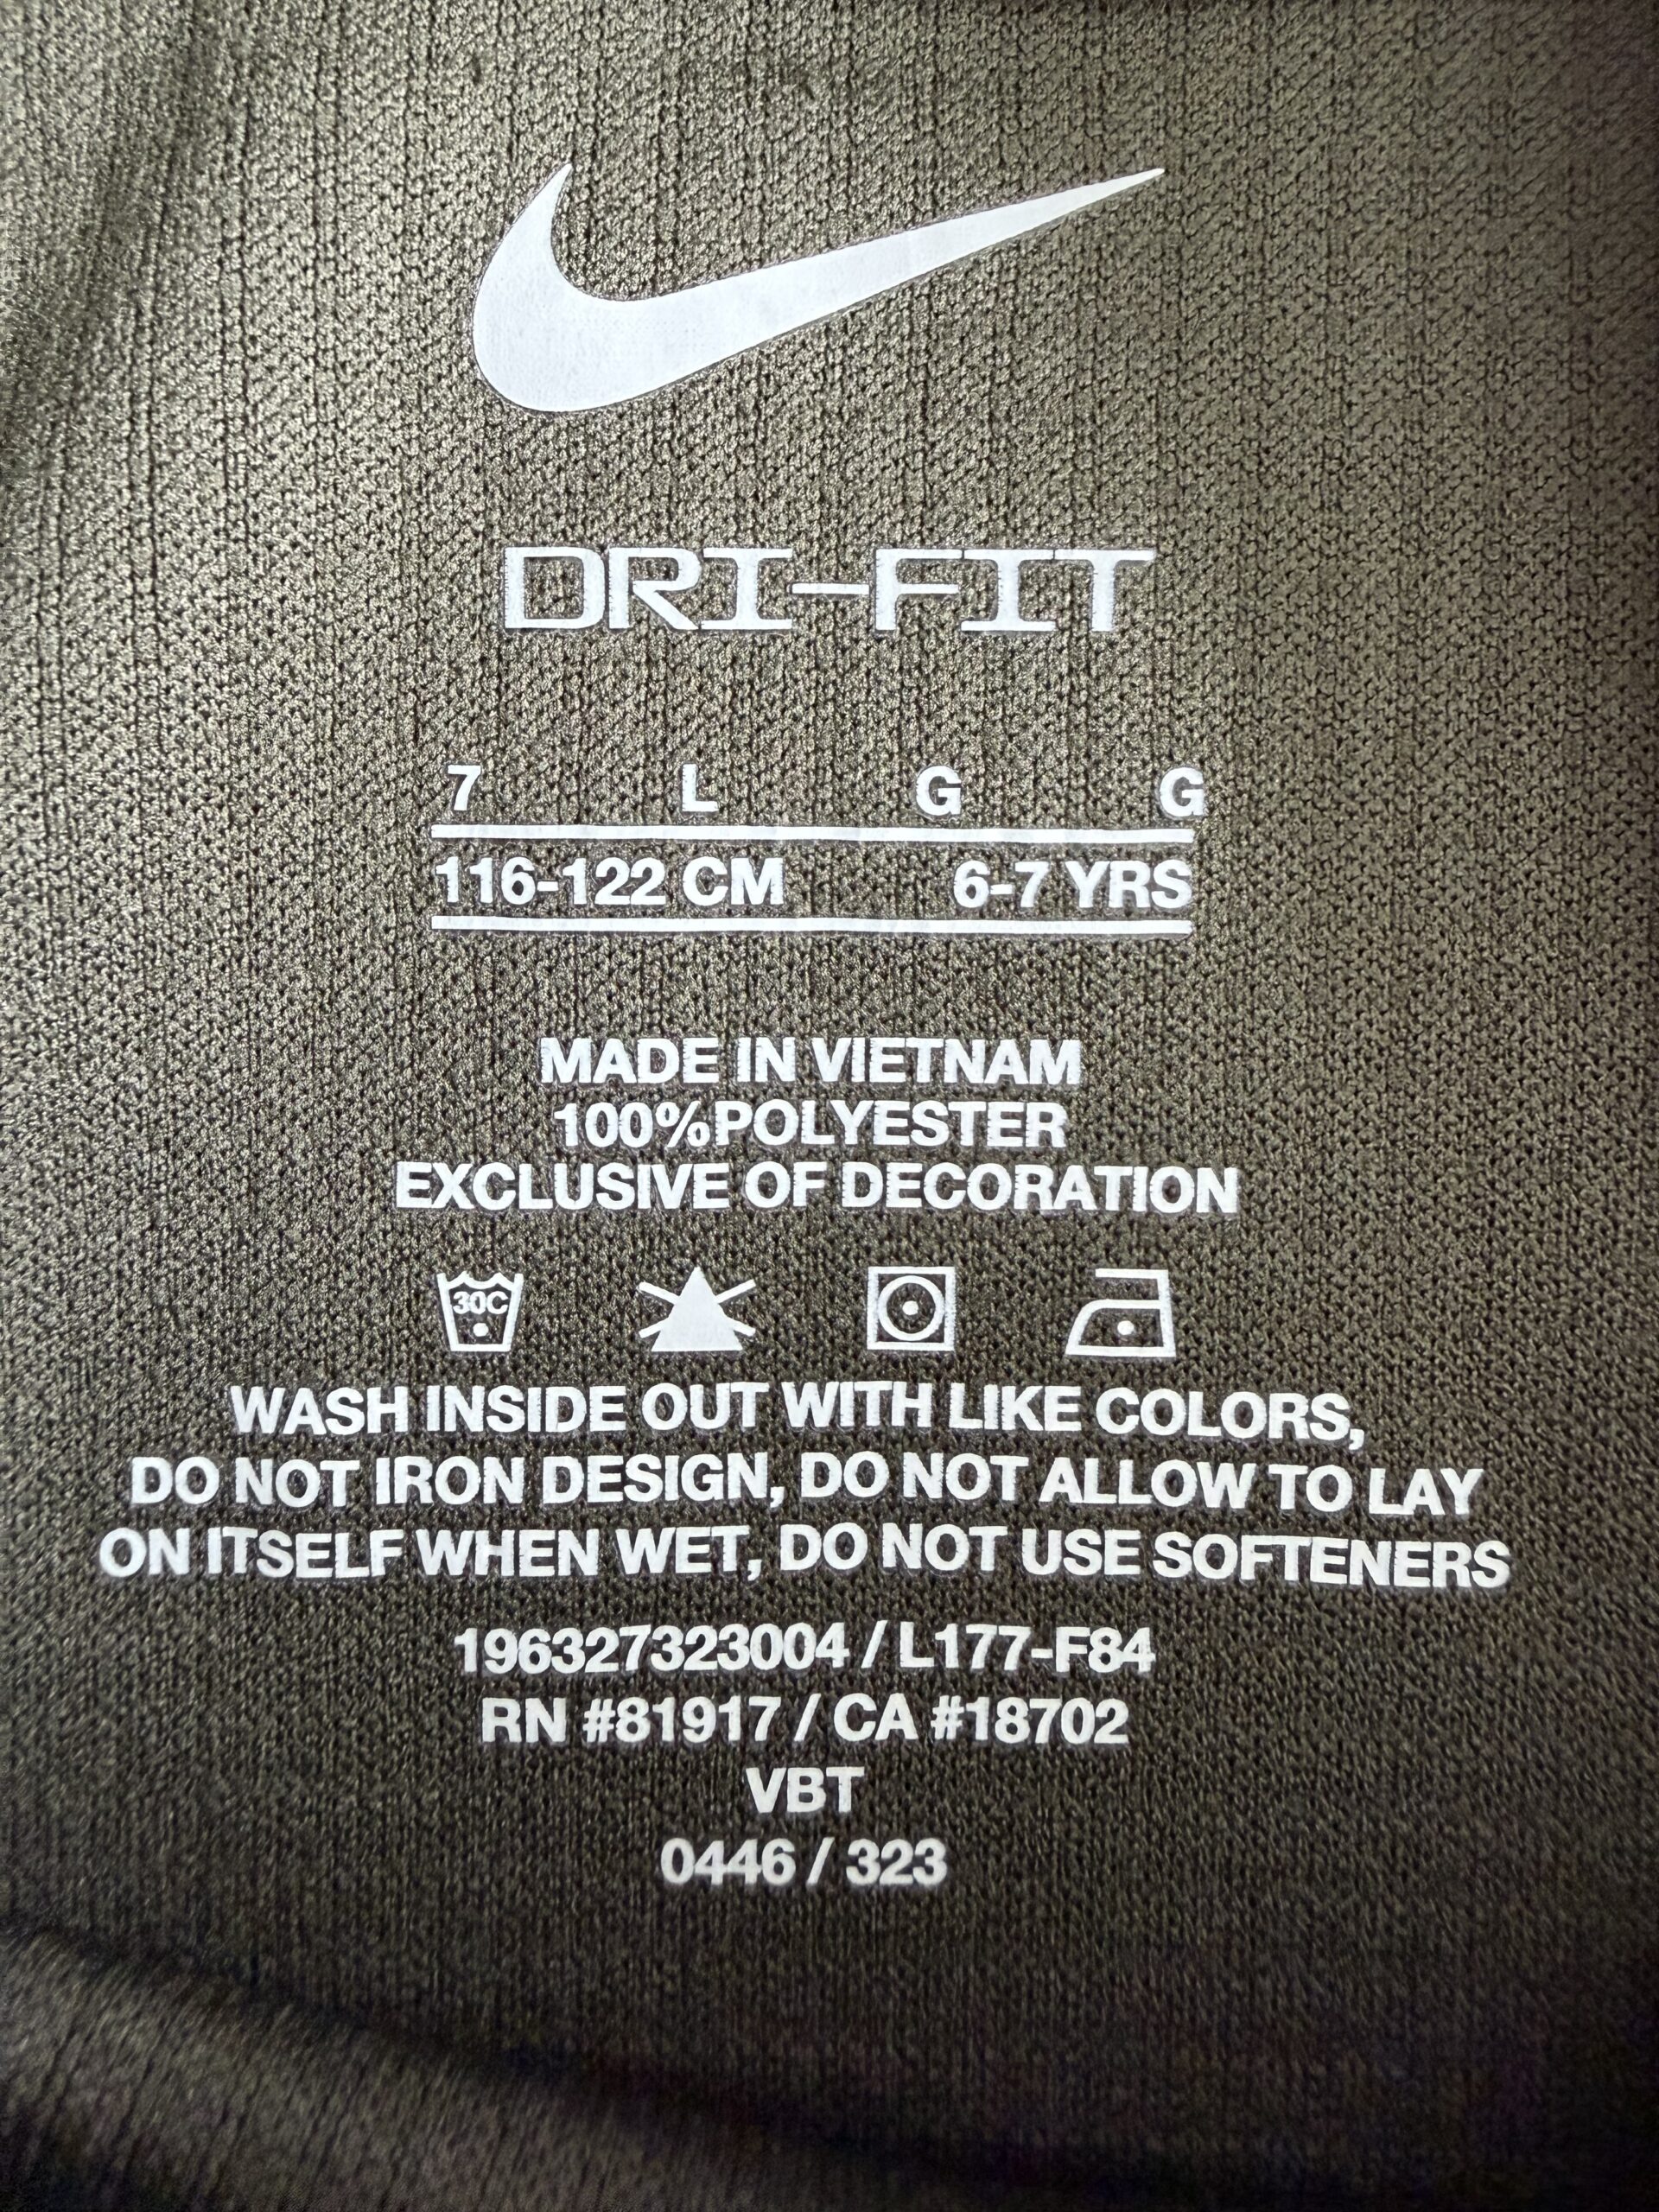 DRI-FIT
7 L G G
116-122 CM 6-7 YRS
MADE IN VIETNAM
100%POLYESTER
EXCLUSIVE OF DECORATION
30C
WASH INSIDE OUT WITH LIKE COLORS,
DO NOT IRON DESIGN, DO NOT ALLOW TO LAY
ON ITSELF WHEN WET, DO NOT USE SOFTENERS
196327323004 / L177-F84
RN #81917 / CA #18702
VBT
0446 / 323